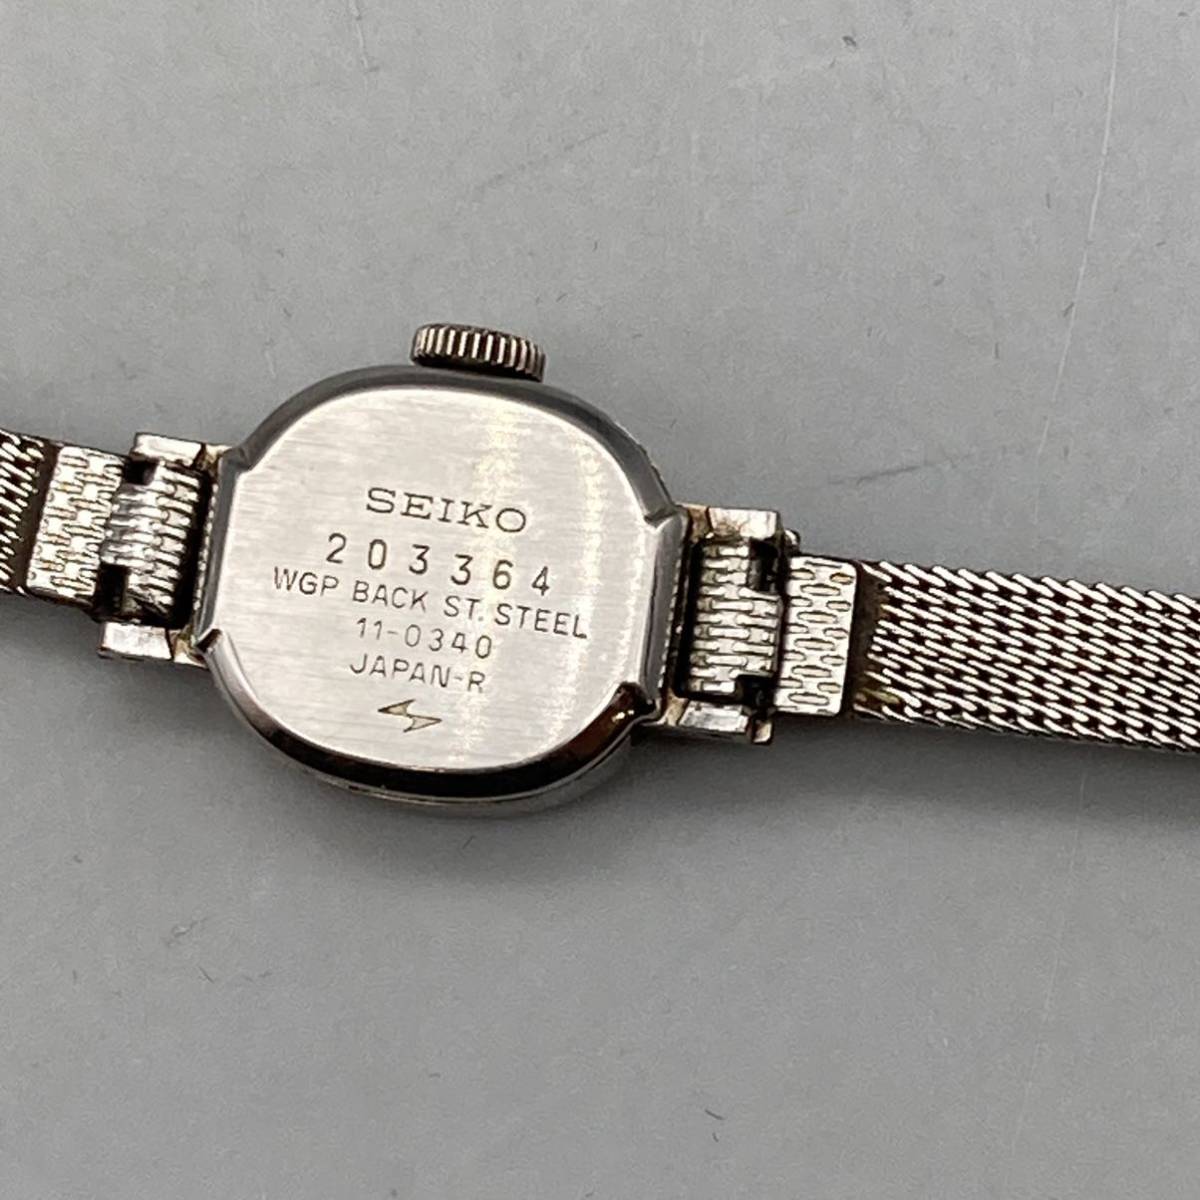 SEIKO
203364
WGP BACK ST. STEEL
11-0340
JAPAN-R